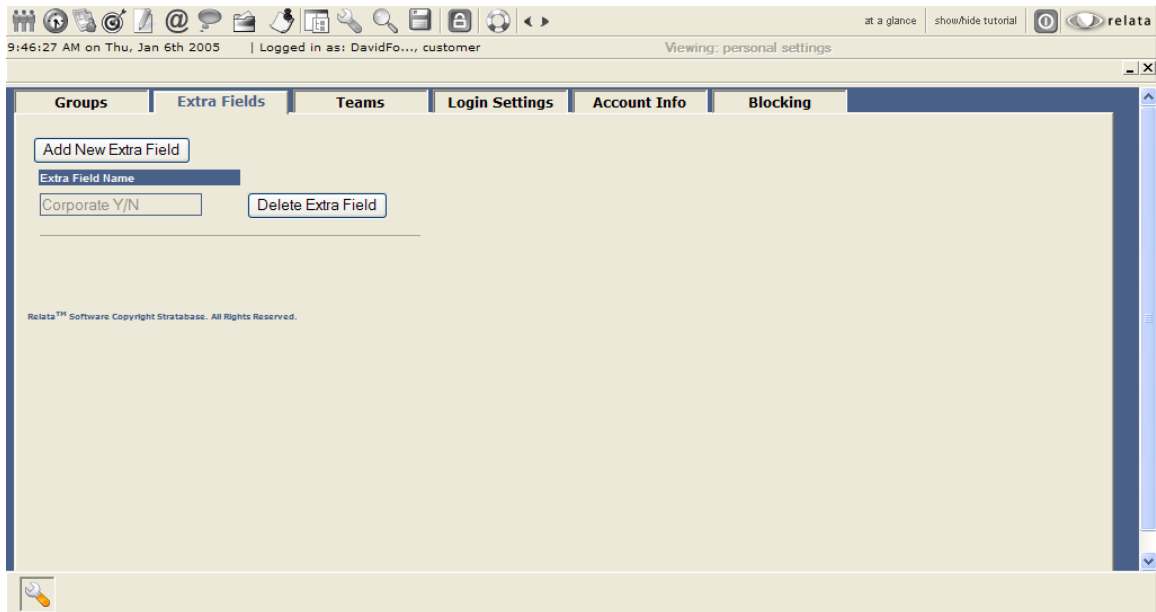 at a glance show/hide tutorial relata
9:46:27 AM on Thu, Jan 6th 2005 | Logged in as: DavidFo..., customer Viewing: personal settings
Groups Extra Fields Teams Login Settings Account Info Blocking
Add New Extra Field
Extra Field Name
Corporate Y/N Delete Extra Field
Relata™ Software Copyright Stratabase. All Rights Reserved.